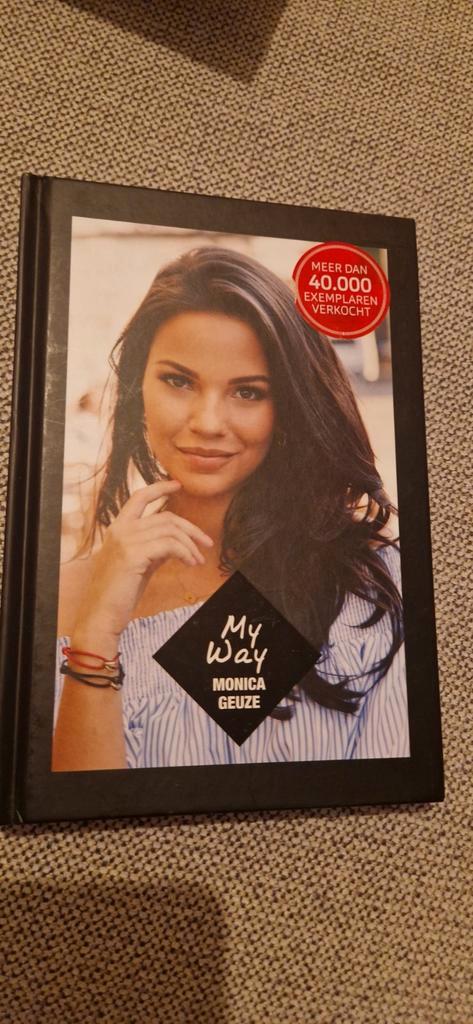 MEER DAN
40.000
EXEMPLAREN
VERKOCHT
My
Way
MONICA
GEUZE